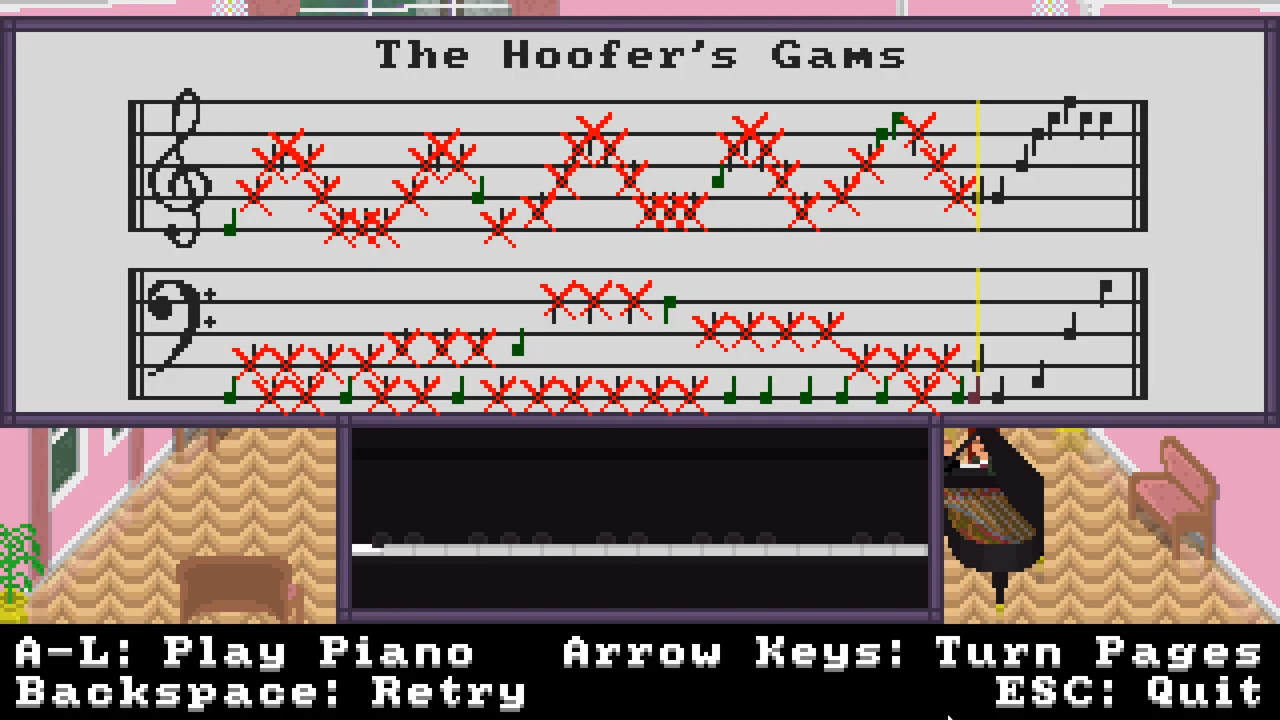 The Hoofer's Gams
A-L: Play Piano Arrow Keys: Turn Pages
Backspace: Retry ESC: Quit